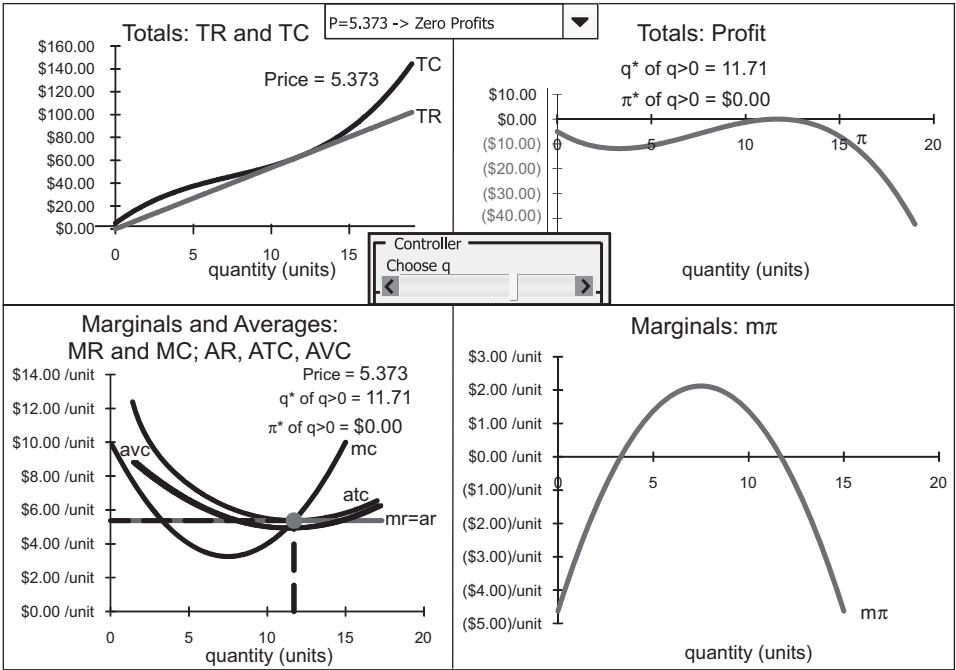 P=5.373 -> Zero Profits
Totals: TR and TC
$160.00
$140.00
$120.00
$100.00
$80.00
$60.00
$40.00
$20.00
$0.00
Price = 5.373
TC
TR
0 5 10 15
quantity (units)
Totals: Profit
q* of q>0 = 11.71
π* of q>0 = $0.00
$10.00
$0.00
($10.00)
($20.00)
($30.00)
($40.00)
0 5 10 15 20
π
quantity (units)
Controller
Choose q
Marginals and Averages:
MR and MC; AR, ATC, AVC
Price = 5.373
q* of q>0 = 11.71
π* of q>0 = $0.00
$14.00 /unit
$12.00 /unit
$10.00 /unit
$8.00 /unit
$6.00 /unit
$4.00 /unit
$2.00 /unit
$0.00 /unit
avc
mc
atc
mr=ar
0 5 10 15 20
quantity (units)
Marginals: mπ
$3.00 /unit
$2.00 /unit
$1.00 /unit
$0.00 /unit
($1.00)/unit
($2.00)/unit
($3.00)/unit
($4.00)/unit
($5.00)/unit
0 5 10 15 20
mπ
quantity (units)